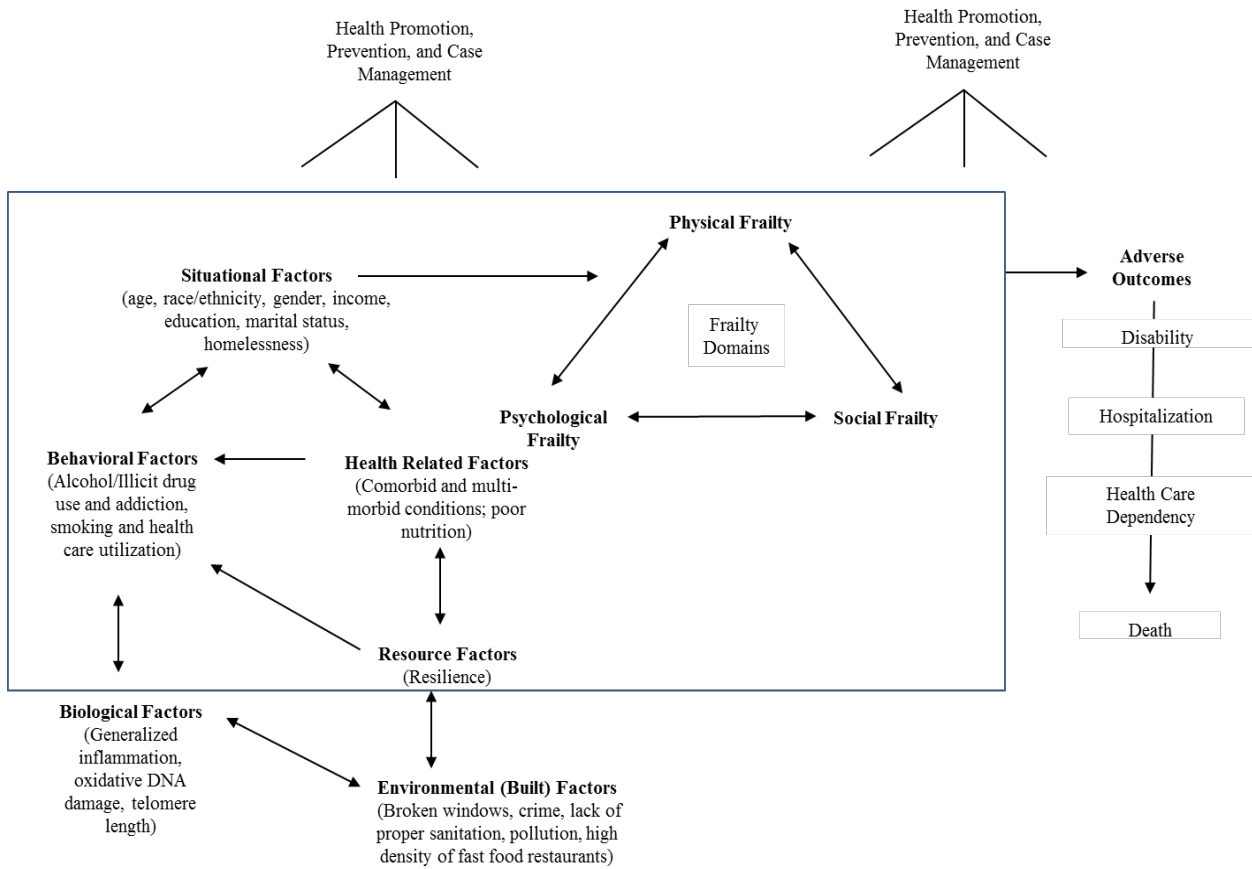 Health Promotion,
Prevention, and Case
Management
Health Promotion,
Prevention, and Case
Management
Physical Frailty
Situational Factors
(age, race/ethnicity, gender, income,
education, marital status,
homelessness)
Frailty
Domains
Psychological
Frailty
Social Frailty
Behavioral Factors
(Alcohol/Illicit drug
use and addiction,
smoking and health
care utilization)
Health Related Factors
(Comorbid and multi-
morbid conditions; poor
nutrition)
Resource Factors
(Resilience)
Biological Factors
(Generalized
inflammation,
oxidative DNA
damage, telomere
length)
Environmental (Built) Factors
(Broken windows, crime, lack of
proper sanitation, pollution, high
density of fast food restaurants)
Adverse
Outcomes
Disability
Hospitalization
Health Care
Dependency
Death